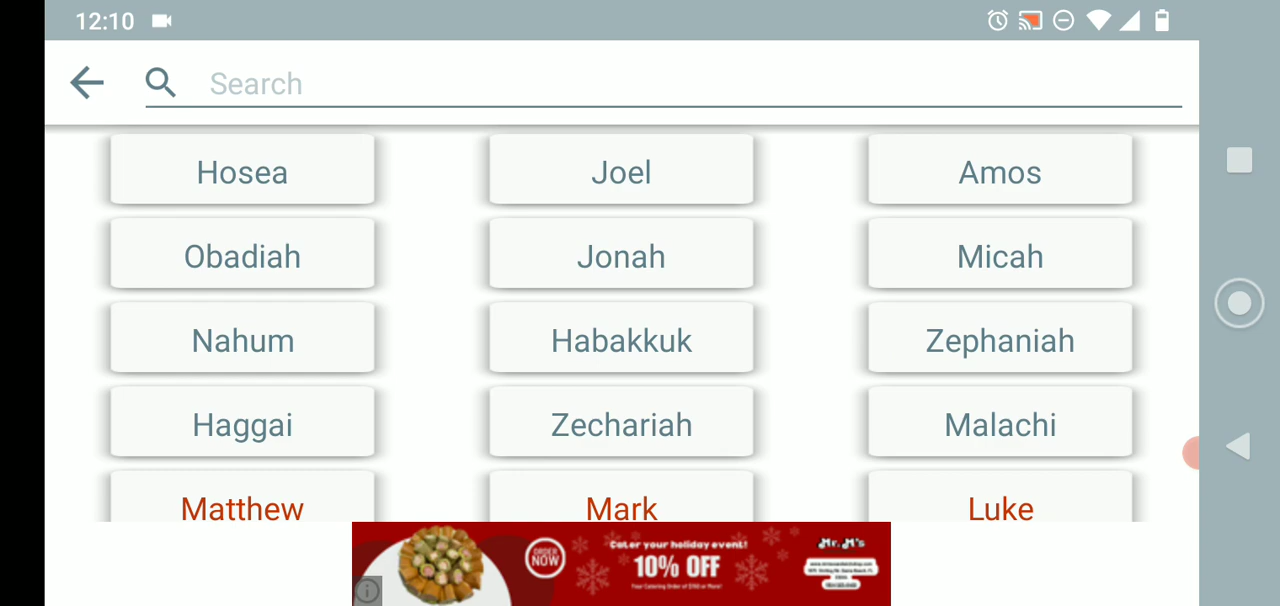 12:10
Search
Hosea Joel Amos
Obadiah Jonah Micah
Nahum Habakkuk Zephaniah
Haggai Zechariah Malachi
Matthew Mark Luke
ORDER NOW
Cater your holiday event!
10% OFF
Mr. M's